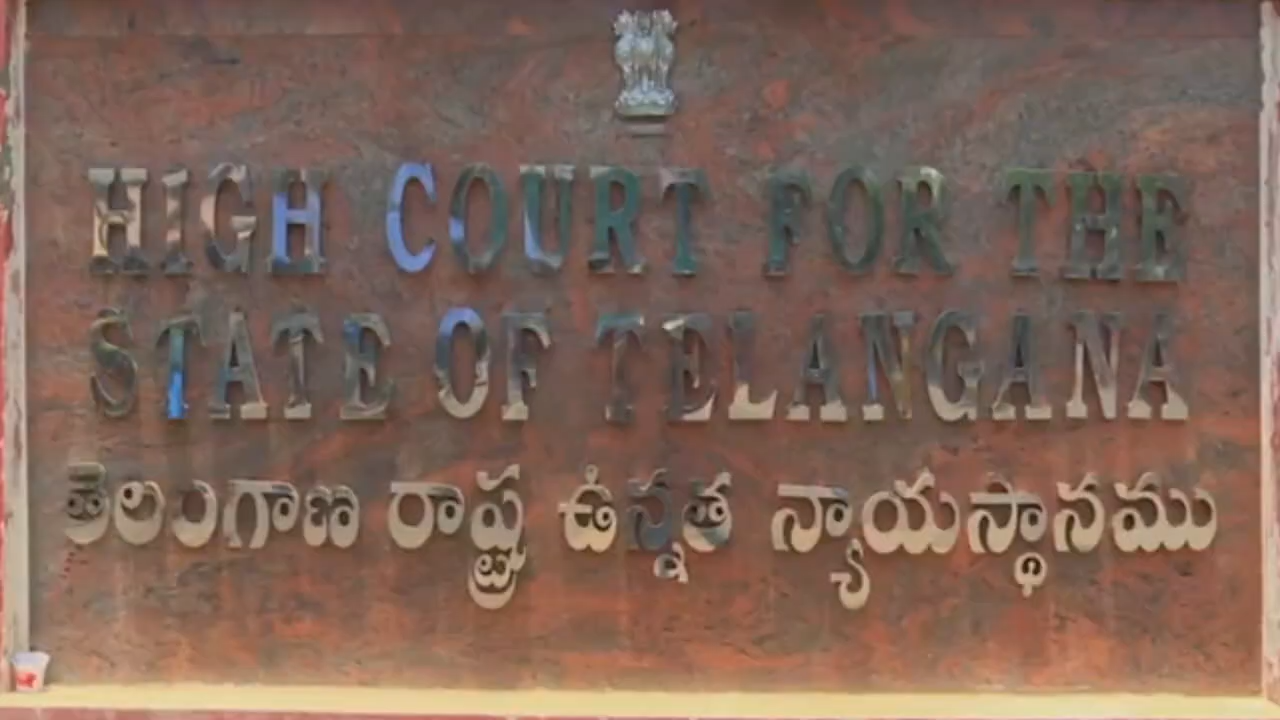 HIGH COURT FOR THE
STATE OF TELANGANA
తెలంగాణ రాష్ట్ర ఉన్నత న్యాయస్థానము